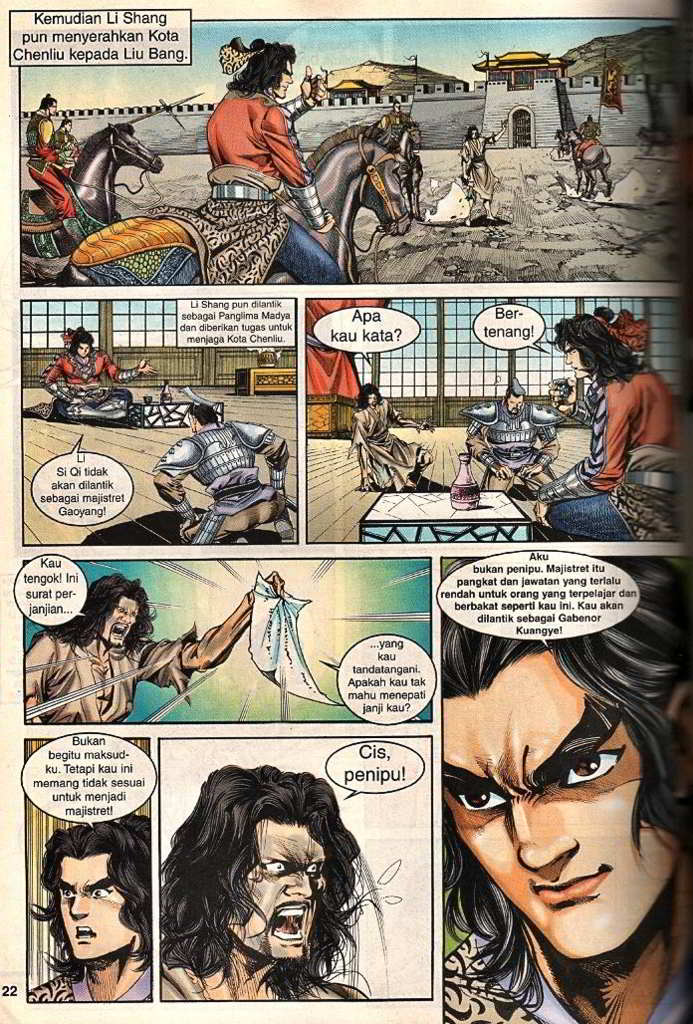 Kemudian Li Shang
pun menyerahkan Kota
Chenliu kepada Liu Bang.
Li Shang pun dilantik
sebagai Panglima Madya
dan diberikan tugas untuk
menjaga Kota Chenliu.
Li
Si Qi tidak
akan dilantik
sebagai majistret
Gaoyang!
Apa
kau kata?
Ber-
tenang!
Kau
tengok! Ini
surat per-
janjian...
...yang
kau
tandatangani.
Apakah kau tak
mahu menepati
janji kau?
Bukan
begitu maksud-
ku. Tetapi kau ini
memang tidak sesuai
untuk menjadi
majistret!
Cis,
penipu!
Aku
bukan penipu. Majistret itu
pangkat dan jawatan yang terlalu
rendah untuk orang yang terpelajar dan
berbakat seperti kau ini. Kau akan
dilantik sebagai Gabenor
Kuangye!
22